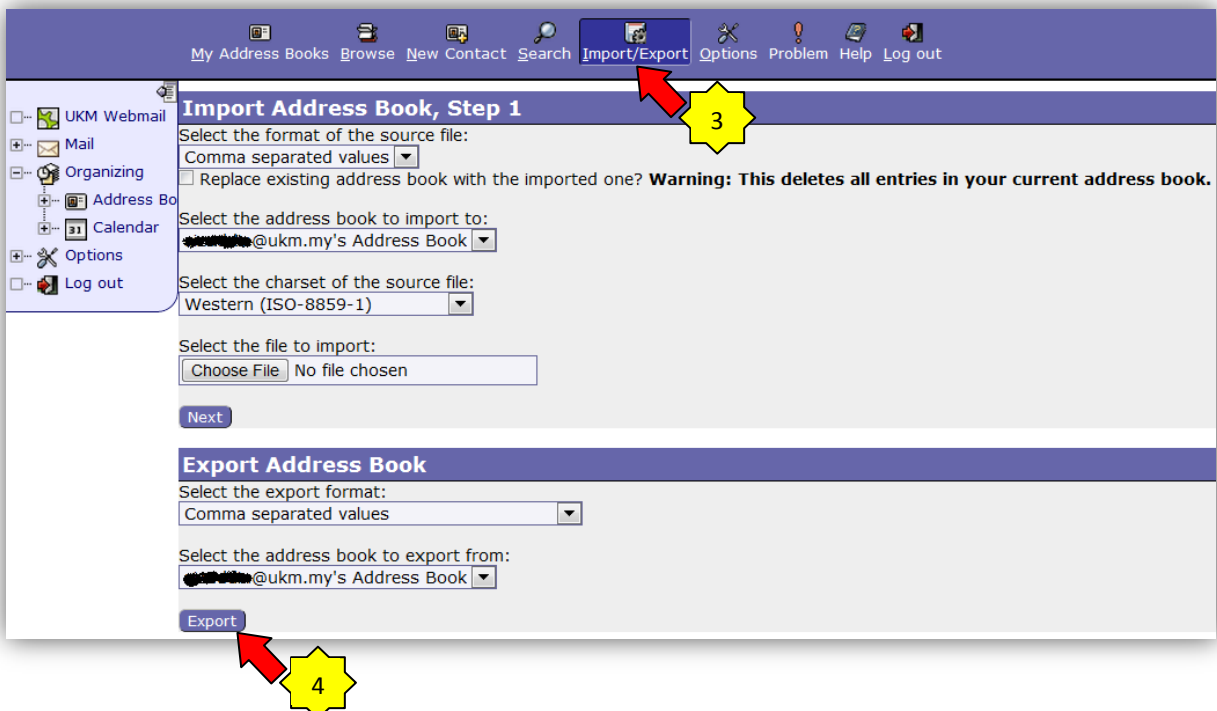 My Address Books Browse New Contact Search Import/Export Options Problem Help Log out
3
UKM Webmail
Mail
Organizing
Address Bo
31 Calendar
Options
Log out
Import Address Book, Step 1
Select the format of the source file:
Comma separated values
Replace existing address book with the imported one? Warning: This deletes all entries in your current address book.
Select the address book to import to:
@ukm.my's Address Book
Select the charset of the source file:
Western (ISO-8859-1)
Select the file to import:
Choose File No file chosen
Next
Export Address Book
Select the export format:
Comma separated values
Select the address book to export from:
@ukm.my's Address Book
Export
4